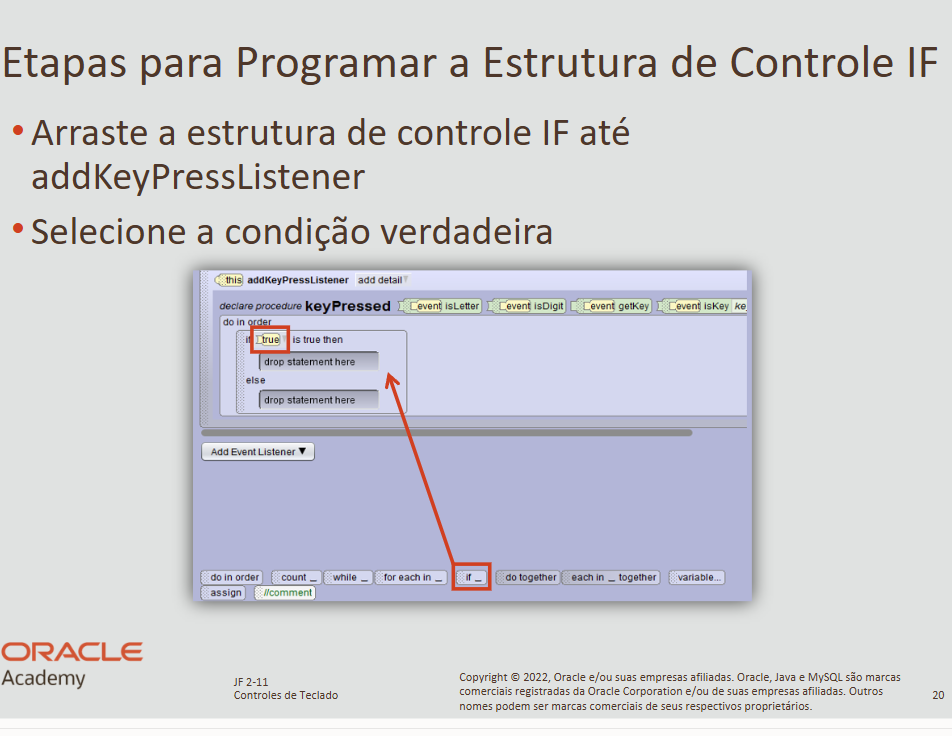 Etapas para Programar a Estrutura de Controle IF
• Arraste a estrutura de controle IF até
addKeyPressListener
• Selecione a condição verdadeira
this addKeyPressListener add detail
declare procedure keyPressed event isLetter event isDigit event getKey event isKey
do in order
if true is true then
drop statement here
else
drop statement here
Add Event Listener ▼
do in order count _ while _ for each in _ if _ do together each in _ together variable...
assign //comment
ORACLE
Academy
JF 2-11
Controles de Teclado
Copyright © 2022, Oracle e/ou suas empresas afiliadas. Oracle, Java e MySQL são marcas
comerciais registradas da Oracle Corporation e/ou de suas empresas afiliadas. Outros
nomes podem ser marcas comerciais de seus respectivos proprietários.
20